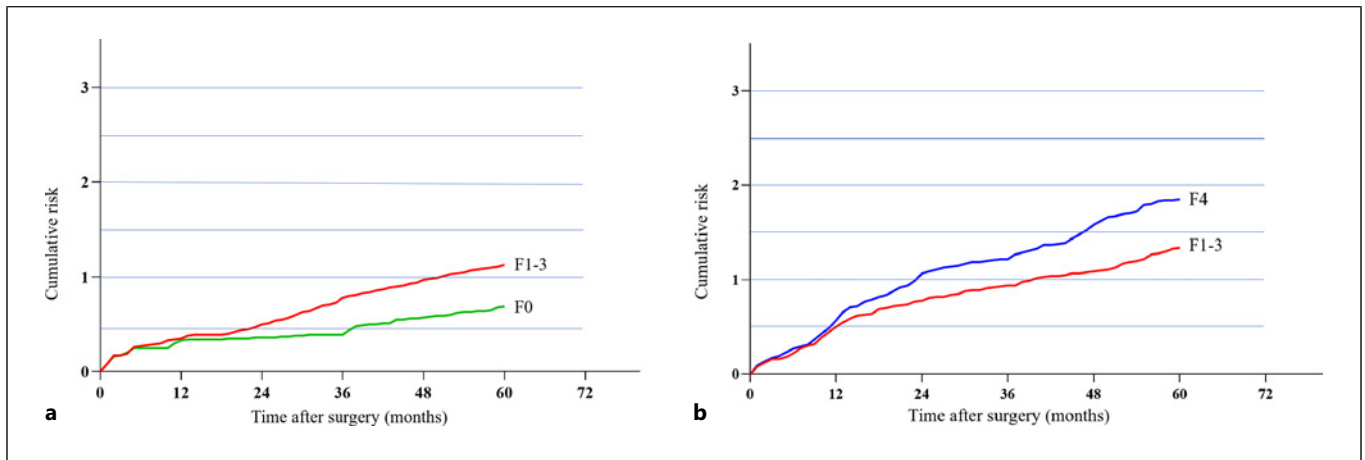 3
2
1
0
Cumulative risk
F1-3
F0
0 12 24 36 48 60 72
Time after surgery (months)
a
3
2
1
0
Cumulative risk
F4
F1-3
0 12 24 36 48 60 72
Time after surgery (months)
b